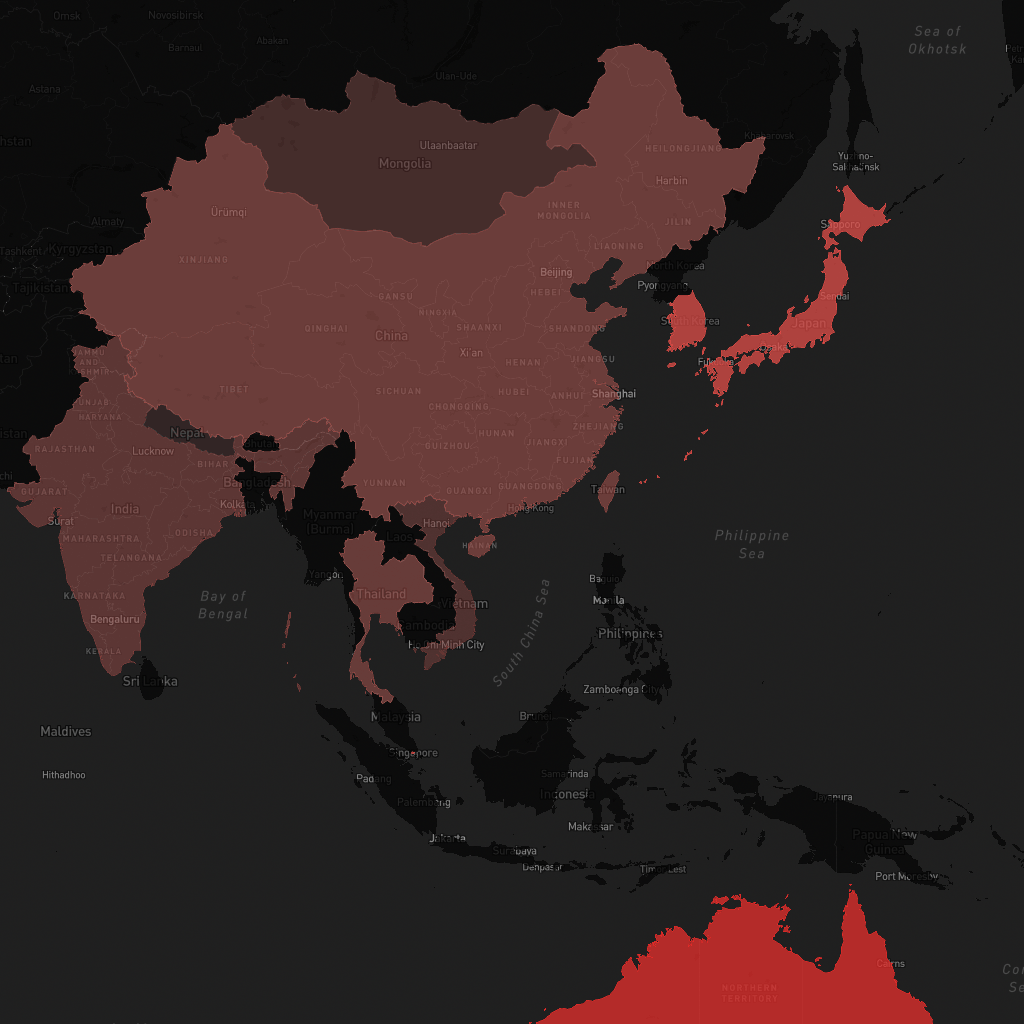 Omsk
Novosibirsk
Sea of
Okhotsk
Barnaul
Abakan
Ulan-Ude
Astana
Khabarovsk
Ulaanbaatar
Mongolia
HEILONGJIANG
Yuzhno-
Sakhalinsk
Harbin
Ürümqi
INNER
MONGOLIA
JILIN
Sapporo
Almaty
Tashkent
Kyrgyzstan
LIAONING
XINJIANG
Beijing
North Korea
Tajikistan
HEBEI
Pyongyang
Sendai
GANSU
NINGXIA
South Korea
Japan
QINGHAI
SHAANXI
SHANDONG
China
Xi'an
Osaka
JAMMU
AND
KASHMIR
HENAN
JIANGSU
Fukuoka
TIBET
SICHUAN
HUBEI
ANHUI
Shanghai
PUNJAB
CHONGQING
HARYANA
ZHEJIANG
Nepal
HUNAN
JIANGXI
RAJASTHAN
Lucknow
Bhutan
GUIZHOU
BIHAR
FUJIAN
Bangladesh
YUNNAN
GUANGDONG
GUJARAT
GUANGXI
Taiwan
India
Kolkata
Hong Kong
Surat
Myanmar
(Burma)
Hanoi
MAHARASHTRA
ODISHA
Laos
HAINAN
Philippine
Sea
TELANGANA
Yangon
Baguio
KARNATAKA
Bay of
Bengal
Thailand
Manila
Vietnam
Bengaluru
Cambodia
Philippines
KERALA
Ho Chi Minh City
South China Sea
Sri Lanka
Zamboanga City
Malaysia
Brunei
Maldives
Singapore
Hithadhoo
Padang
Samarinda
Indonesia
Palembang
Jayapura
Makassar
Jakarta
Papua New
Guinea
Surabaya
Denpasar
Timor-Lest
Port Moresby
Cairns
NORTHERN
TERRITORY